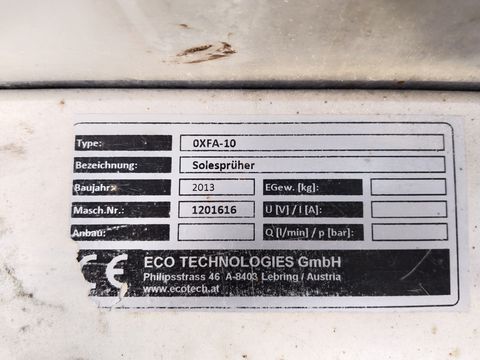 Type: 0XFA-10
Bezeichnung: Solesprüher
Baujahr: 2013 EGew. [kg]:
Masch.Nr.: 1201616 U [V] / I [A]:
Anbau: Q [l/min] / p [bar]:
CE ECO TECHNOLOGIES GmbH
Philipsstrass 46 A-8403 Lebring / Austria
www.ecotech.at